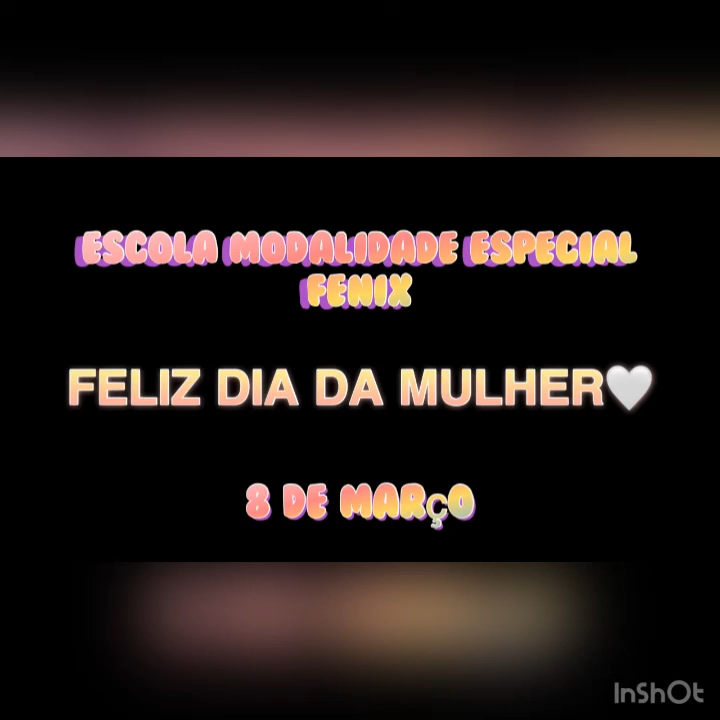 ESCOLA MODALIDADE ESPECIAL
FENIX
FELIZ DIA DA MULHER🤍
8 DE MARçO
InShOt